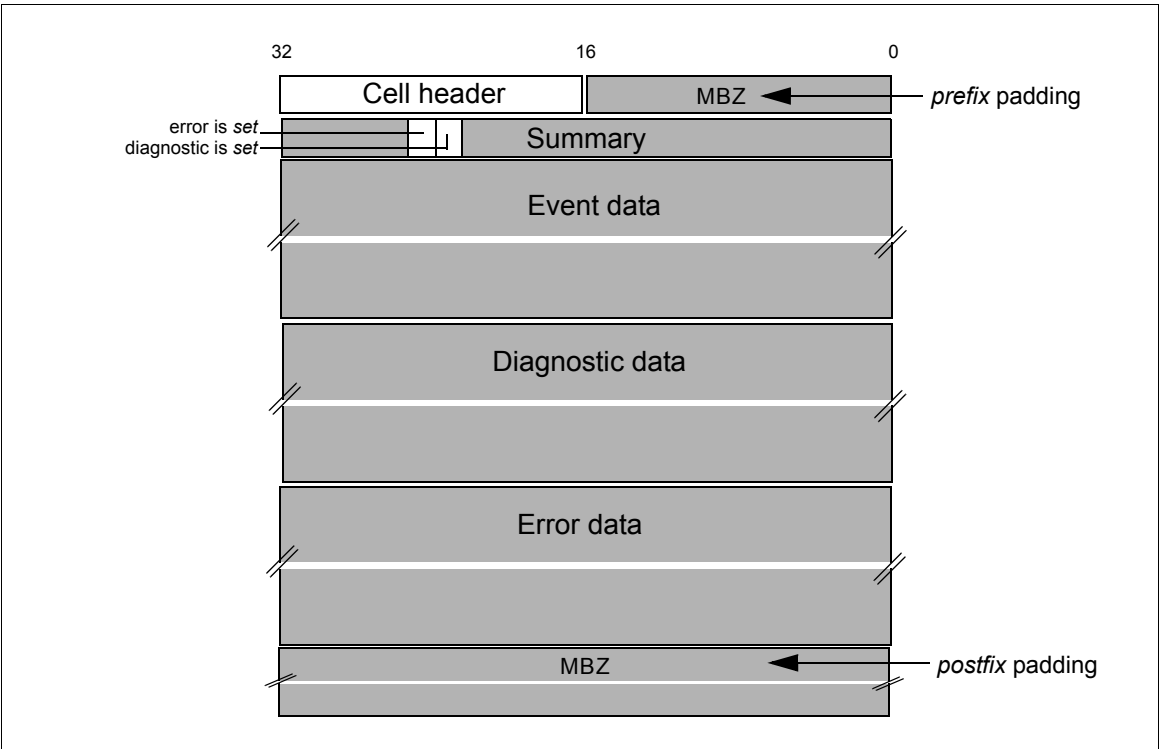 32 16 0
Cell header MBZ prefix padding
error is set
diagnostic is set
Summary
Event data
Diagnostic data
Error data
MBZ postfix padding